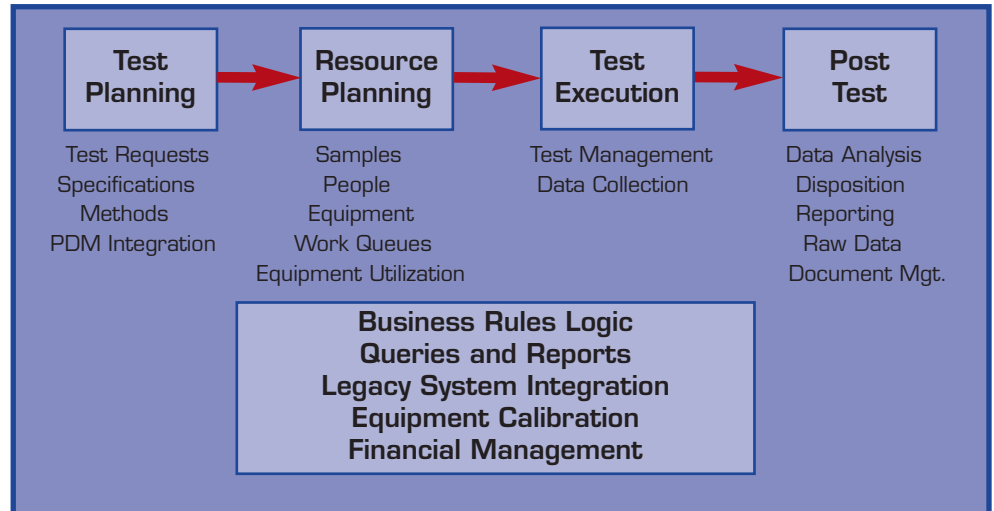 Test
Planning
Resource
Planning
Test
Execution
Post
Test
Test Requests
Specifications
Methods
PDM Integration
Samples
People
Equipment
Work Queues
Equipment Utilization
Test Management
Data Collection
Data Analysis
Disposition
Reporting
Raw Data
Document Mgt.
Business Rules Logic
Queries and Reports
Legacy System Integration
Equipment Calibration
Financial Management